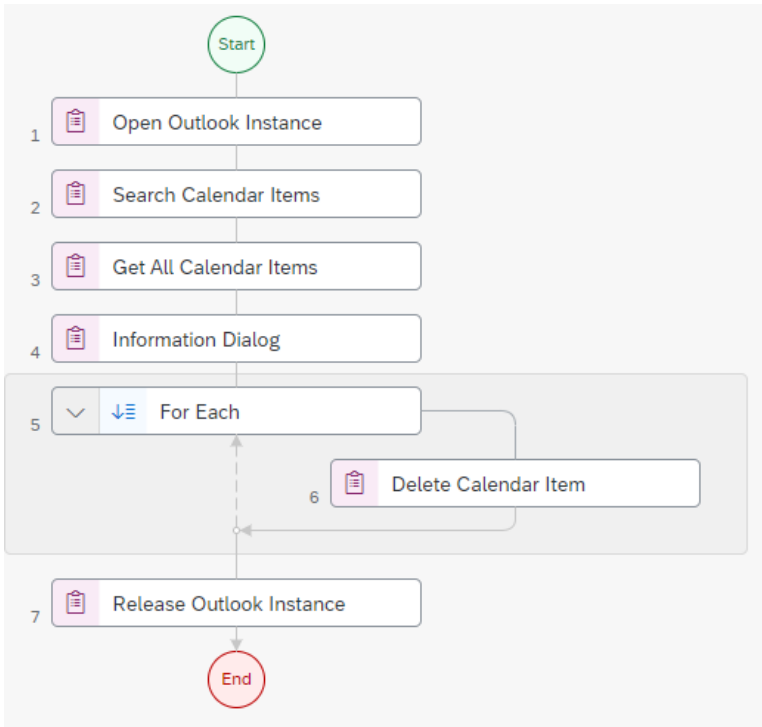 Start
1 Open Outlook Instance
2 Search Calendar Items
3 Get All Calendar Items
4 Information Dialog
5 For Each
6 Delete Calendar Item
7 Release Outlook Instance
End